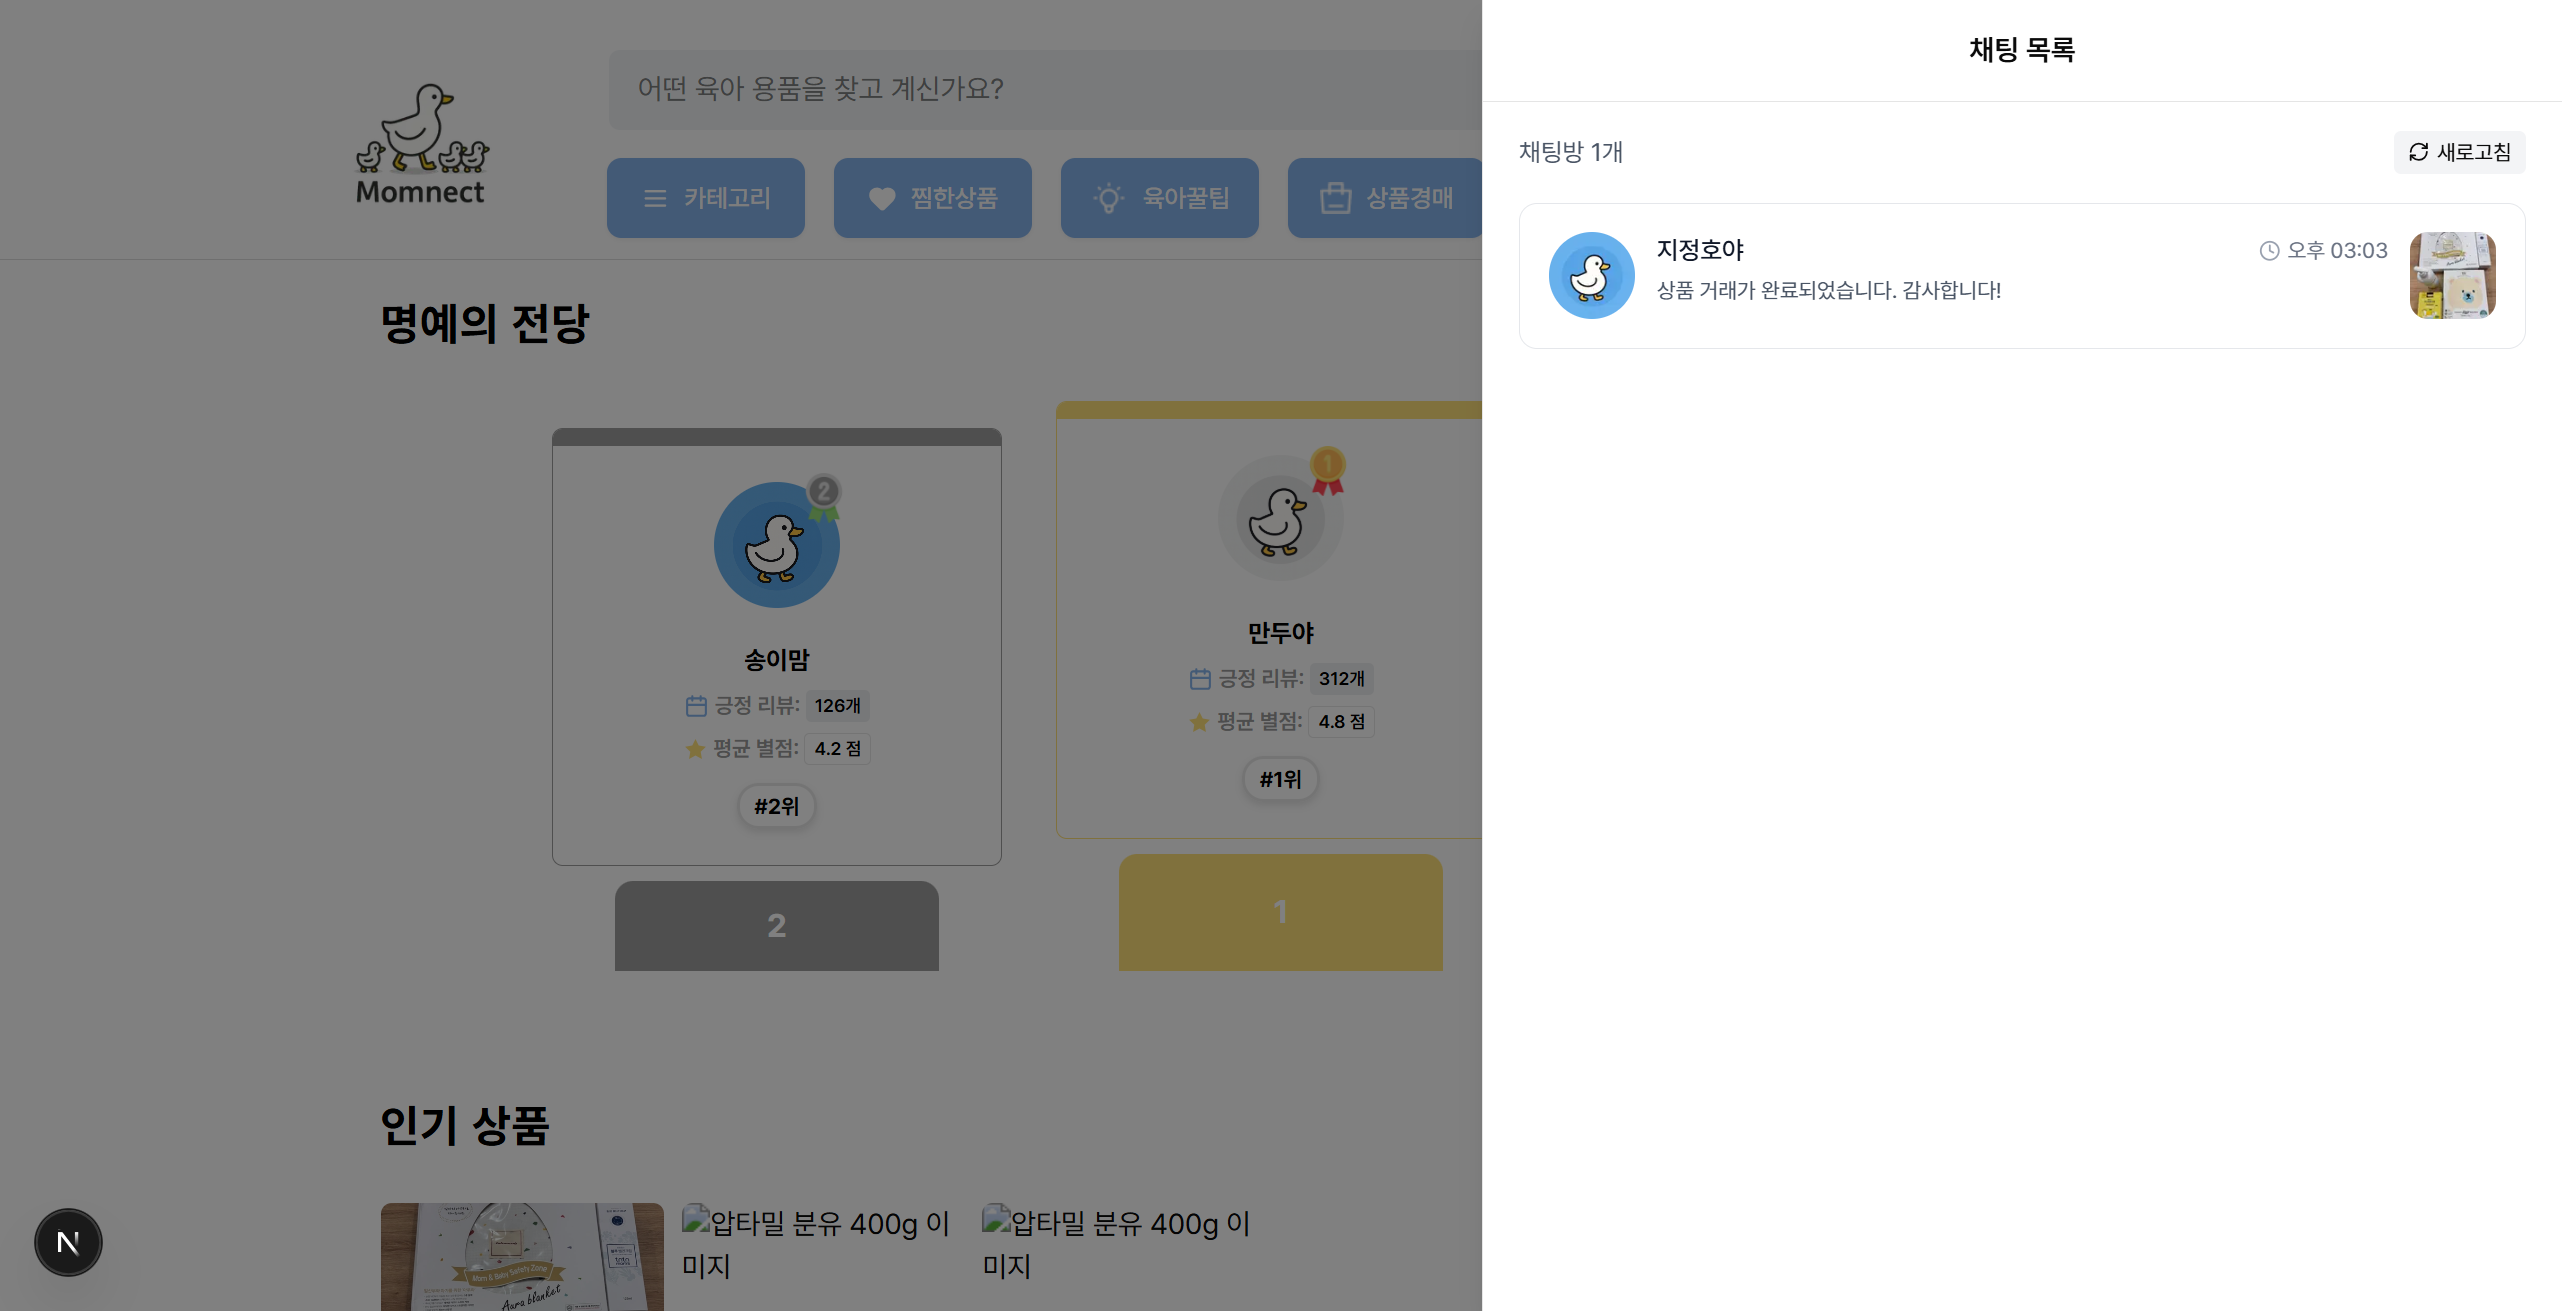 어떤 육아 용품을 찾고 계신가요?
Momnect
카테고리
찜한상품
육아꿀팁
상품경매
명예의 전당
2
송이맘
긍정 리뷰: 126개
평균 별점: 4.2 점
#2위
2
1
만두야
긍정 리뷰: 312개
평균 별점: 4.8 점
#1위
1
인기 상품
Mom & Baby Safety Zone
Aura blanket
압타밀 분유 400g 이
미지
압타밀 분유 400g 이
미지
N
채팅 목록
채팅방 1개
새로고침
지정호야
오후 03:03
상품 거래가 완료되었습니다. 감사합니다!